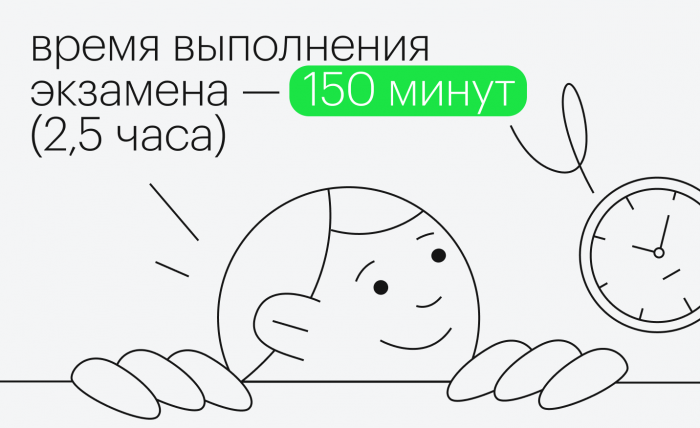 время выполнения
экзамена — 150 минут
(2,5 часа)